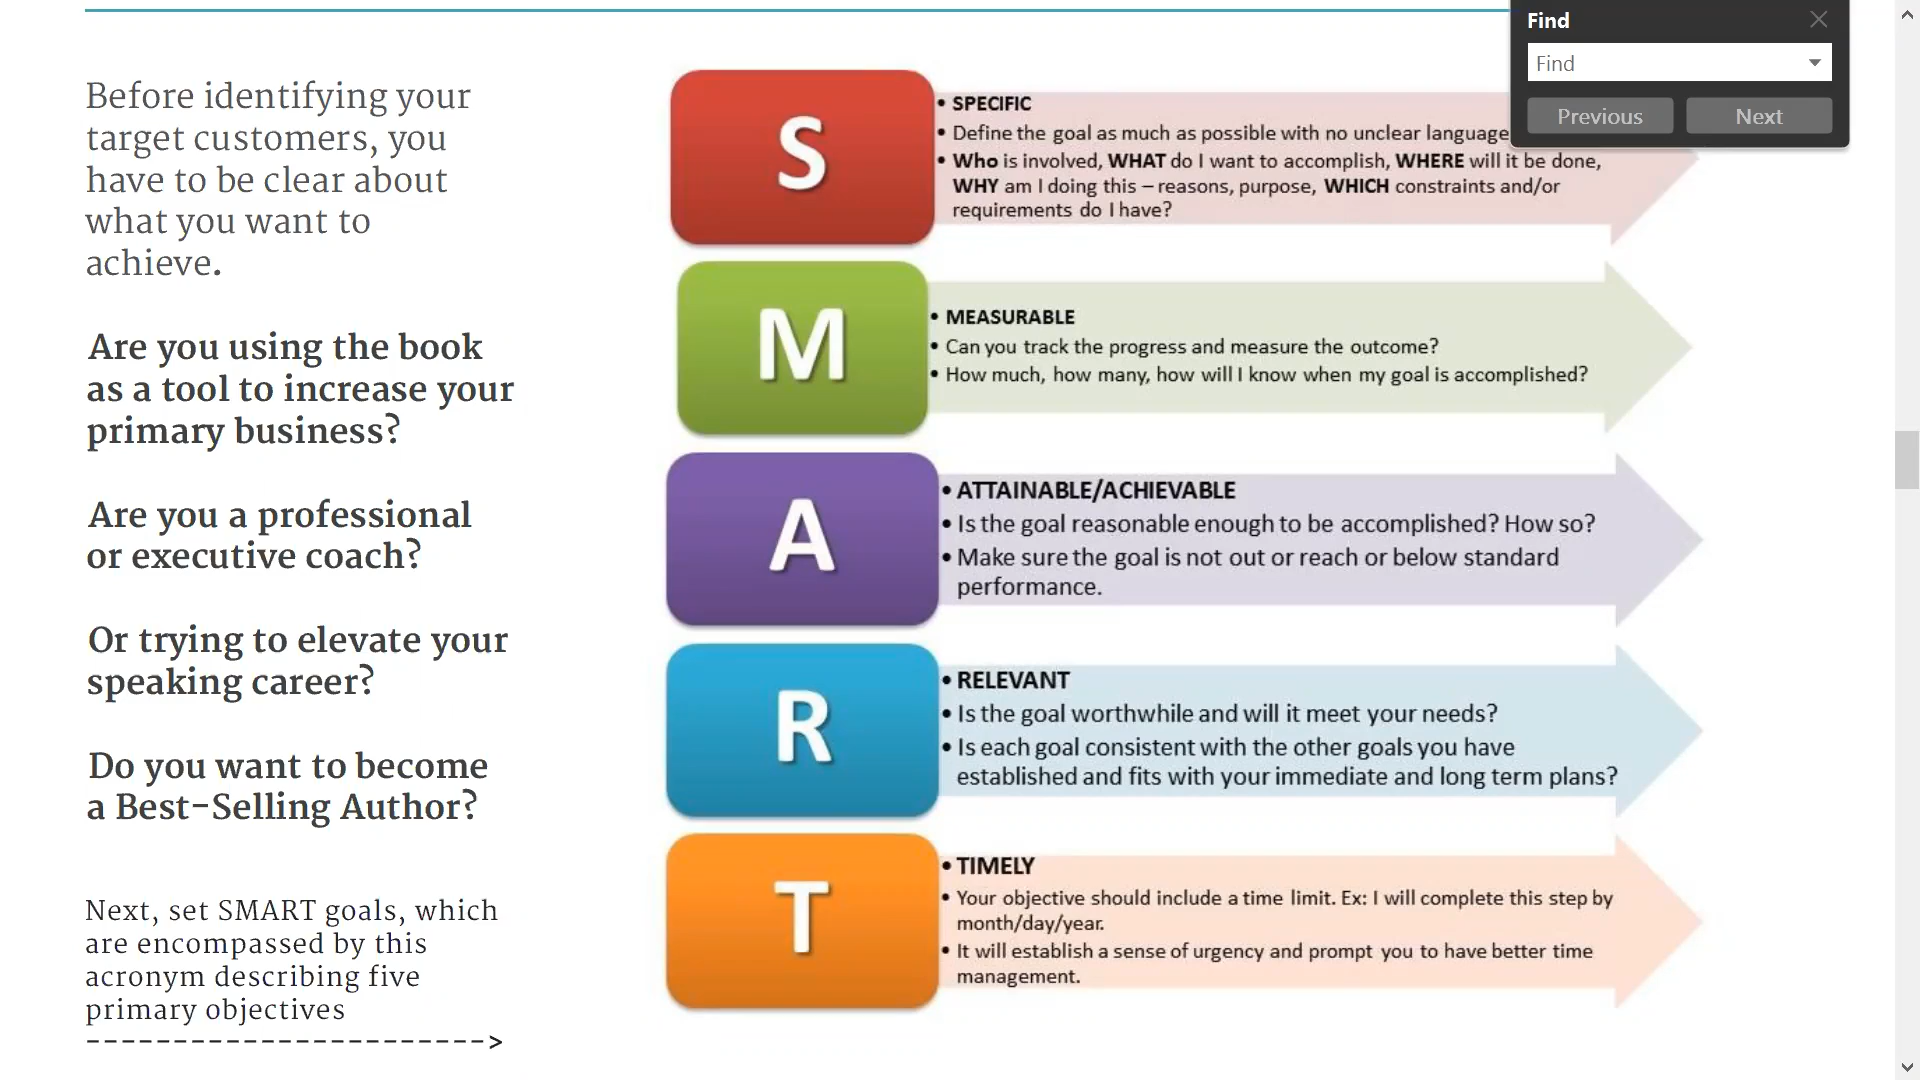 Before identifying your
target customers, you
have to be clear about
what you want to
achieve.
Are you using the book
as a tool to increase your
primary business?
Are you a professional
or executive coach?
Or trying to elevate your
speaking career?
Do you want to become
a Best-Selling Author?
Next, set SMART goals, which
are encompassed by this
acronym describing five
primary objectives
----------------------->
S
• SPECIFIC
• Define the goal as much as possible with no unclear language
• Who is involved, WHAT do I want to accomplish, WHERE will it be done,
WHY am I doing this – reasons, purpose, WHICH constraints and/or
requirements do I have?
M
• MEASURABLE
• Can you track the progress and measure the outcome?
• How much, how many, how will I know when my goal is accomplished?
A
• ATTAINABLE/ACHIEVABLE
• Is the goal reasonable enough to be accomplished? How so?
• Make sure the goal is not out or reach or below standard
performance.
R
• RELEVANT
• Is the goal worthwhile and will it meet your needs?
• Is each goal consistent with the other goals you have
established and fits with your immediate and long term plans?
T
• TIMELY
• Your objective should include a time limit. Ex: I will complete this step by
month/day/year.
• It will establish a sense of urgency and prompt you to have better time
management.
Find
Find
Previous Next